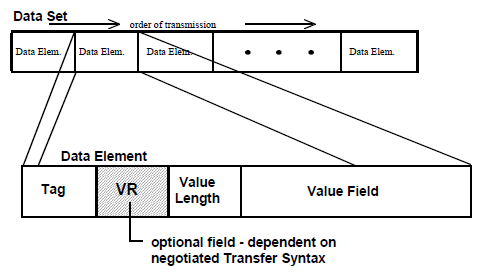 Data Set
order of transmission
Data Elem. Data Elem. Data Elem. • • • Data Elem.
Data Element
Tag VR Value Length Value Field
optional field - dependent on
negotiated Transfer Syntax